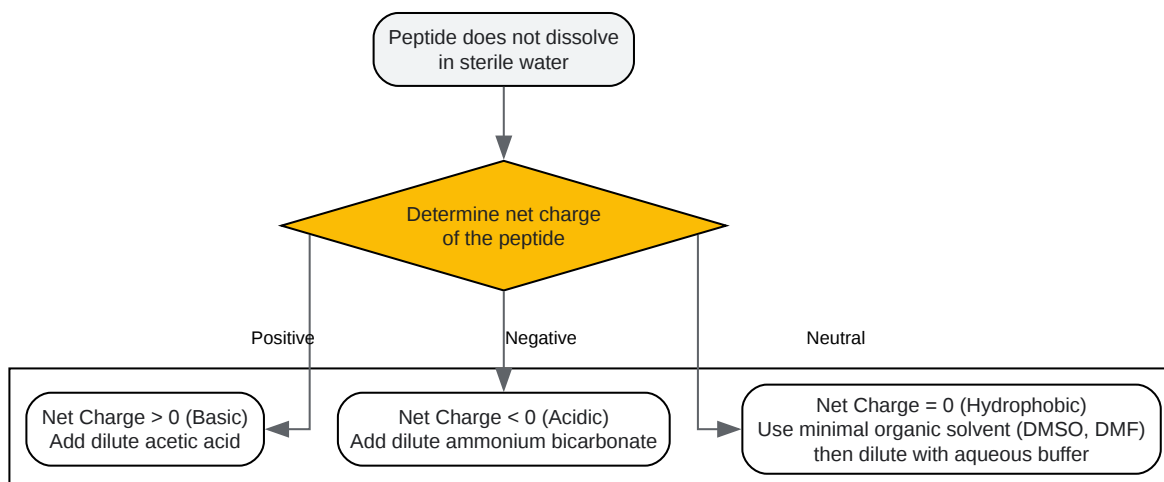 Peptide does not dissolve
in sterile water
Determine net charge
of the peptide
Positive
Negative
Neutral
Net Charge > 0 (Basic)
Add dilute acetic acid
Net Charge < 0 (Acidic)
Add dilute ammonium bicarbonate
Net Charge = 0 (Hydrophobic)
Use minimal organic solvent (DMSO, DMF)
then dilute with aqueous buffer